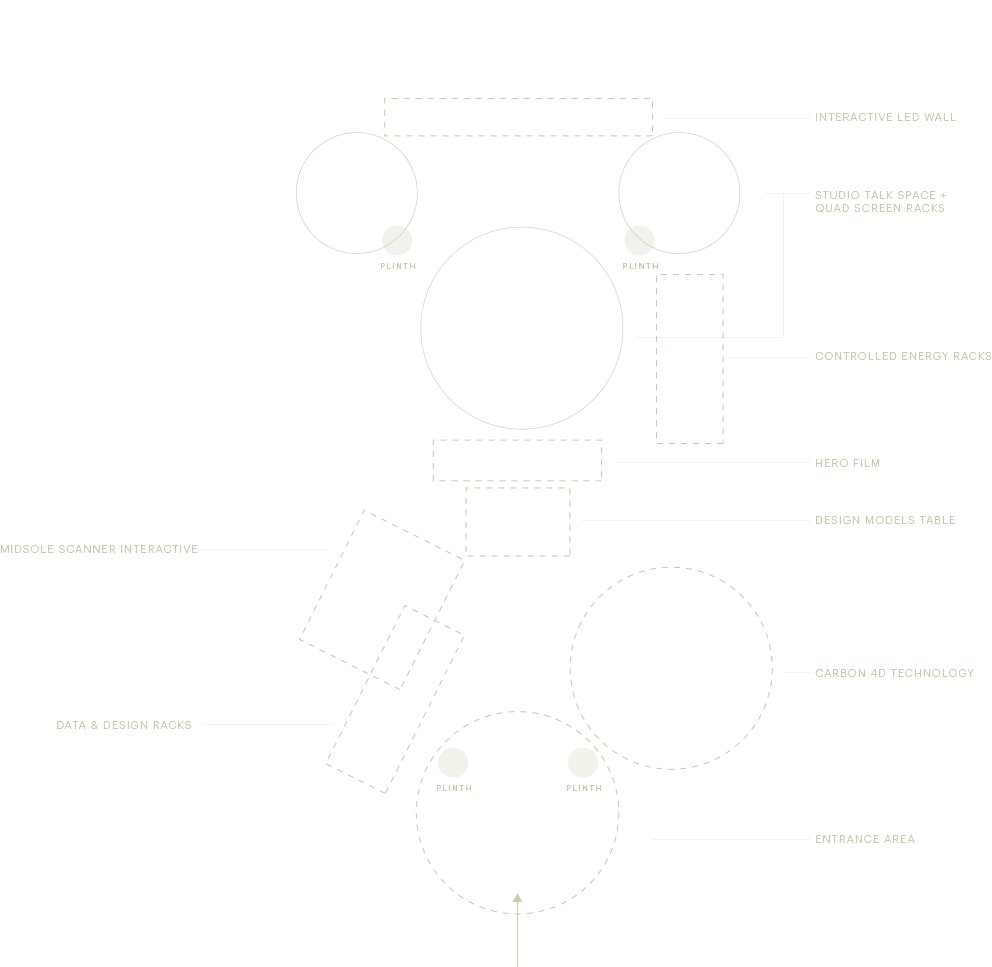 INTERACTIVE LED WALL
STUDIO TALK SPACE +
QUAD SCREEN RACKS
PLINTH
PLINTH
CONTROLLED ENERGY RACKS
HERO FILM
DESIGN MODELS TABLE
MIDSOLE SCANNER INTERACTIVE
CARBON 4D TECHNOLOGY
DATA & DESIGN RACKS
PLINTH
PLINTH
ENTRANCE AREA